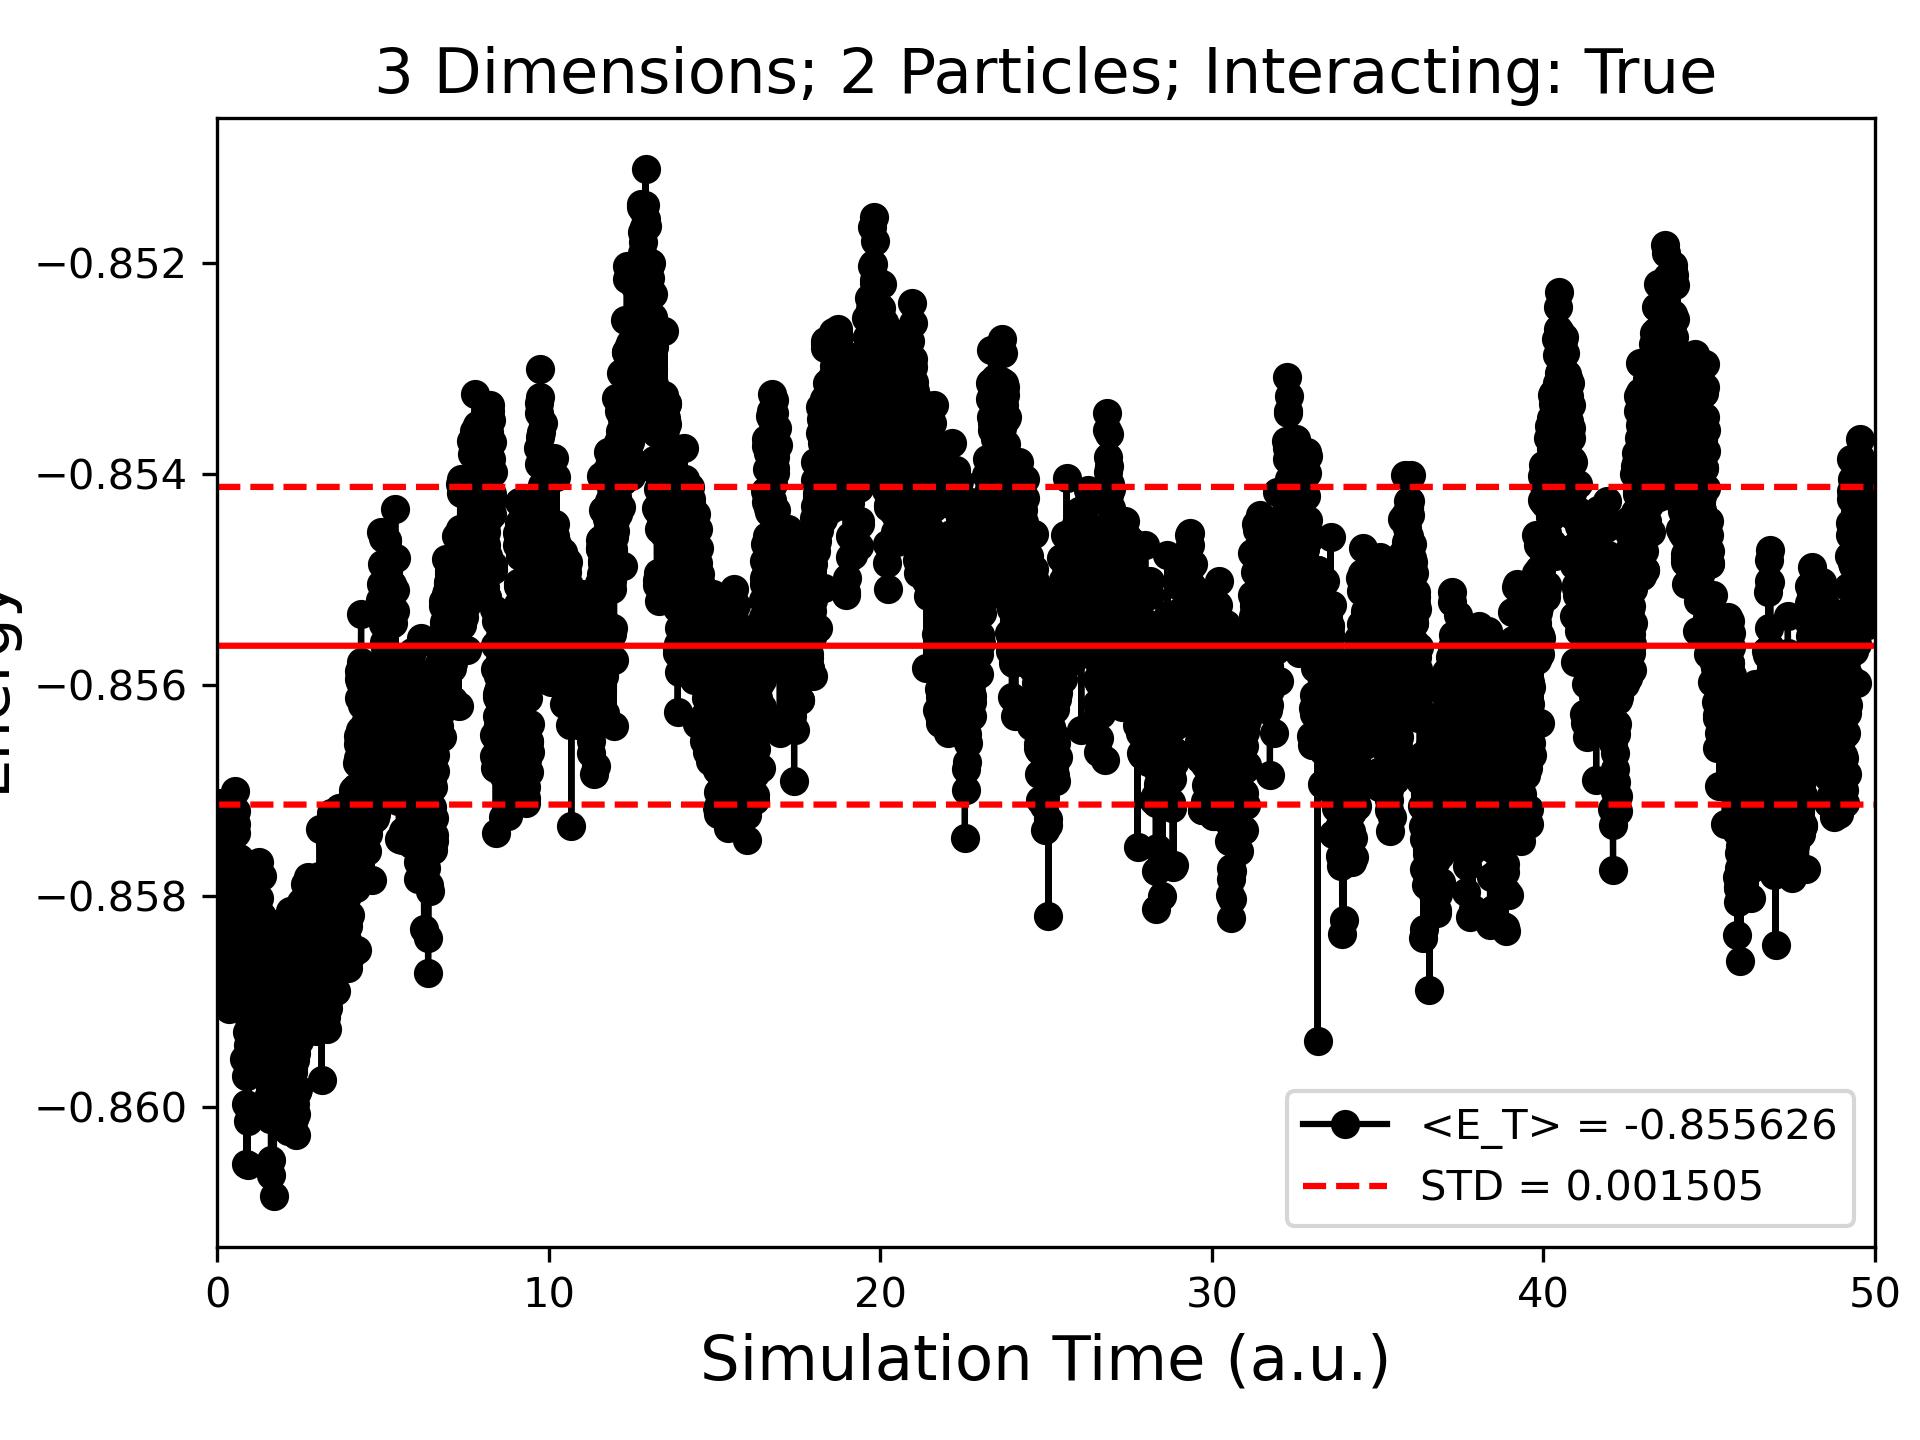 3 Dimensions; 2 Particles; Interacting: True
Energy
−0.852
−0.854
−0.856
−0.858
−0.860
<E_T> = -0.855626
STD = 0.001505
0 10 20 30 40 50
Simulation Time (a.u.)